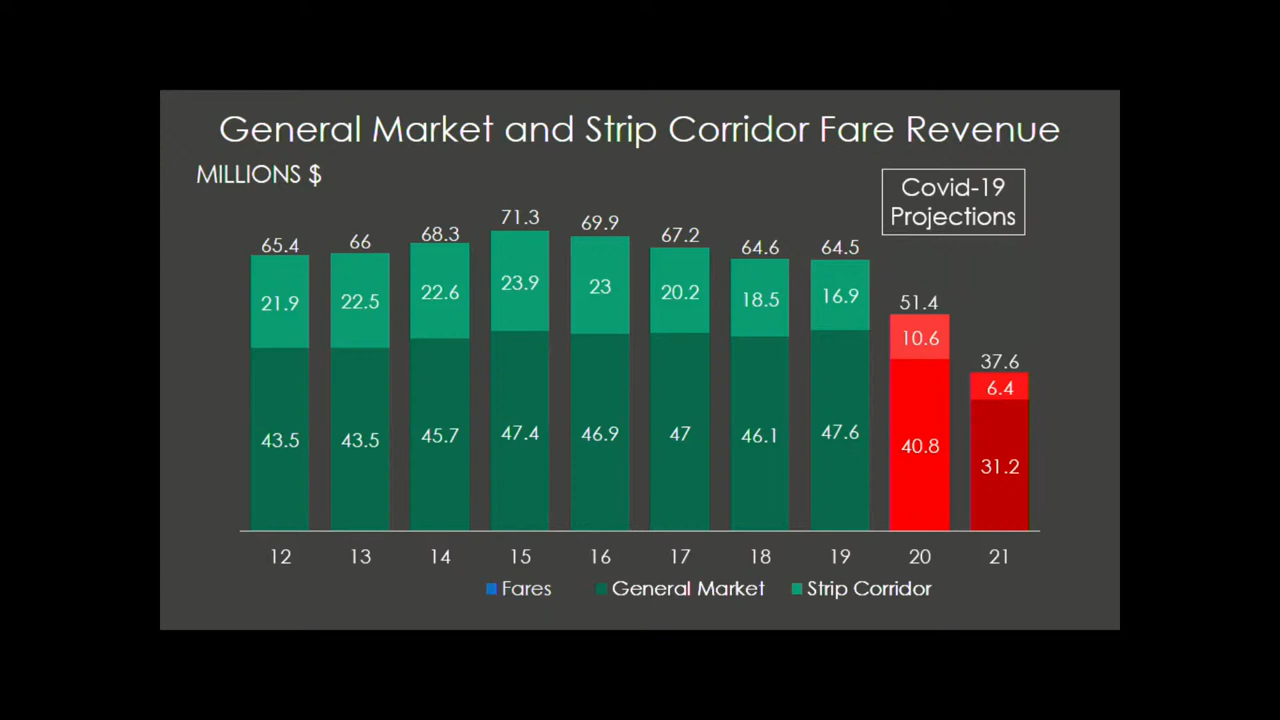 General Market and Strip Corridor Fare Revenue
MILLIONS $
Covid-19
Projections
65.4 66 68.3 71.3 69.9 67.2 64.6 64.5 51.4 37.6
21.9 22.5 22.6 23.9 23 20.2 18.5 16.9 10.6 6.4
43.5 43.5 45.7 47.4 46.9 47 46.1 47.6 40.8 31.2
12 13 14 15 16 17 18 19 20 21
Fares General Market Strip Corridor